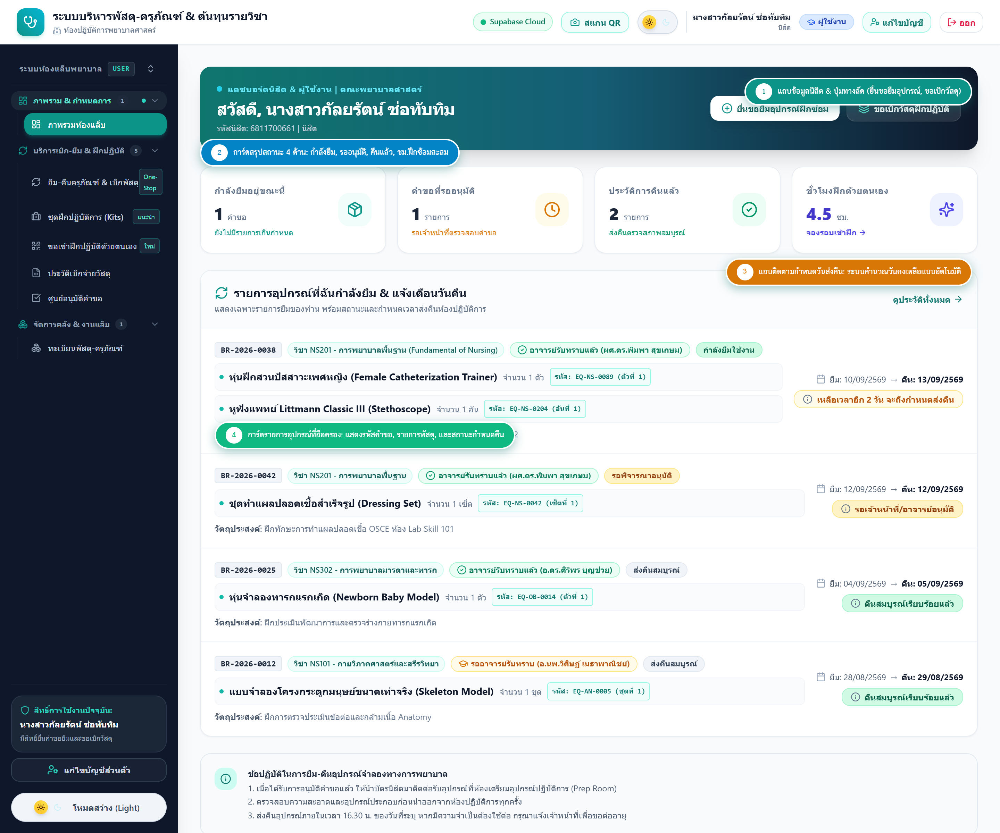 ระบบบริหารพัสดุ-ครุภัณฑ์ & ต้นทุนรายวิชา
ห้องปฏิบัติการพยาบาลศาสตร์
Supabase Cloud
สแกน QR
นางสาวกัลยรัตน์ ช่อทับทิม
นิสิต
ผู้ใช้งาน
แก้ไขบัญชี
ออก
ระบบห้องแล็บพยาบาล USER
ภาพรวม & กำหนดการ 1
ภาพรวมห้องแล็บ
บริการเบิก-ยืม & ฝึกปฏิบัติ 5
ยืม-คืนครุภัณฑ์ & เบิกพัสดุ One-Stop
ชุดฝึกปฏิบัติการ (Kits) แนะนำ
ขอเข้าฝึกปฏิบัติด้วยตนเอง ใหม่
ประวัติเบิกจ่ายวัสดุ
ศูนย์อนุมัติคำขอ
จัดการคลัง & งานแล็บ 1
ทะเบียนพัสดุ-ครุภัณฑ์
สิทธิ์การใช้งานปัจจุบัน:
นางสาวกัลยรัตน์ ช่อทับทิม
มีสิทธิ์ยื่นคำขอยืมและขอเบิกวัสดุ
แก้ไขบัญชีส่วนตัว
โหมดสว่าง (Light)
แดชบอร์ดนิสิต & ผู้ใช้งาน | คณะพยาบาลศาสตร์
สวัสดี, นางสาวกัลยรัตน์ ช่อทับทิม
รหัสนิสิต: 6811700661 | นิสิต
1 แถบข้อมูลนิสิต & ปุ่มทางลัด (ยื่นขอยืมอุปกรณ์, ขอเบิกวัสดุ)
ยื่นขอยืมอุปกรณ์ฝึกซ้อม
ขอเบิกวัสดุฝึกปฏิบัติ
2 การ์ดสรุปสถานะ 4 ด้าน: กำลังยืม, รออนุมัติ, คืนแล้ว, ชม.ฝึกซ้อมสะสม
กำลังยืมอยู่ขณะนี้
1 คำขอ
ยังไม่มีรายการเกินกำหนด
คำขอที่รออนุมัติ
1 รายการ
รอเจ้าหน้าที่ตรวจสอบคำขอ
ประวัติการคืนแล้ว
2 รายการ
ส่งคืนตรวจสภาพสมบูรณ์
ชั่วโมงฝึกด้วยตนเอง
4.5 ชม.
จองรอบเข้าฝึก →
3 แถบติดตามกำหนดวันส่งคืน: ระบบคำนวณวันคงเหลือแบบอัตโนมัติ
รายการอุปกรณ์ที่ฉันกำลังยืม & แจ้งเตือนวันคืน
แสดงเฉพาะรายการยืมของท่าน พร้อมสถานะและกำหนดเวลาส่งคืนห้องปฏิบัติการ
ดูประวัติทั้งหมด →
BR-2026-0038 วิชา NS201 - การพยาบาลพื้นฐาน (Fundamental of Nursing) อาจารย์รับทราบแล้ว (ผศ.ดร.พิมพา สุขเกษม) กำลังยืมใช้งาน
หุ่นฝึกสวนปัสสาวะเพศหญิง (Female Catheterization Trainer) จำนวน 1 ตัว รหัส: EQ-NS-0089 (ตัวที่ 1)
หูฟังแพทย์ Littmann Classic III (Stethoscope) จำนวน 1 อัน รหัส: EQ-NS-0204 (อันที่ 1)
ยืม: 10/09/2569 → คืน: 13/09/2569
เหลือเวลาอีก 2 วัน จะถึงกำหนดส่งคืน
4 การ์ดรายการอุปกรณ์ที่ถือครอง: แสดงรหัสคำขอ, รายการพัสดุ, และสถานะกำหนดคืน 2
BR-2026-0042 วิชา NS201 - การพยาบาลพื้นฐาน อาจารย์รับทราบแล้ว (ผศ.ดร.พิมพา สุขเกษม) รอพิจารณาอนุมัติ
ชุดทำแผลปลอดเชื้อสำเร็จรูป (Dressing Set) จำนวน 1 เซ็ต รหัส: EQ-NS-0042 (เซ็ตที่ 1)
วัตถุประสงค์: ฝึกทักษะการทำแผลปลอดเชื้อ OSCE ห้อง Lab Skill 101
ยืม: 12/09/2569 → คืน: 12/09/2569
รอเจ้าหน้าที่/อาจารย์อนุมัติ
BR-2026-0025 วิชา NS302 - การพยาบาลมารดาและทารก อาจารย์รับทราบแล้ว (อ.ดร.ศิริพร บุญช่วย) ส่งคืนสมบูรณ์
หุ่นจำลองทารกแรกเกิด (Newborn Baby Model) จำนวน 1 ตัว รหัส: EQ-OB-0014 (ตัวที่ 1)
วัตถุประสงค์: ฝึกประเมินพัฒนาการและตรวจร่างกายทารกแรกเกิด
ยืม: 04/09/2569 → คืน: 05/09/2569
คืนสมบูรณ์เรียบร้อยแล้ว
BR-2026-0012 วิชา NS101 - กายวิภาคศาสตร์และสรีรวิทยา รออาจารย์รับทราบ (อ.นพ.วิศิษฏ์ เมธาพาณิชย์) ส่งคืนสมบูรณ์
แบบจำลองโครงกระดูกมนุษย์ขนาดเท่าจริง (Skeleton Model) จำนวน 1 ชุด รหัส: EQ-AN-0005 (ชุดที่ 1)
วัตถุประสงค์: ฝึกการตรวจประเมินข้อต่อและกล้ามเนื้อ Anatomy
ยืม: 28/08/2569 → คืน: 29/08/2569
คืนสมบูรณ์เรียบร้อยแล้ว
ข้อปฏิบัติในการยืม-คืนอุปกรณ์จำลองทางการพยาบาล
1. เมื่อได้รับการอนุมัติคำขอแล้ว ให้นำบัตรนิสิตมาติดต่อรับอุปกรณ์ที่ห้องเตรียมอุปกรณ์ปฏิบัติการ (Prep Room)
2. ตรวจสอบความสะอาดและอุปกรณ์ประกอบก่อนนำออกจากห้องปฏิบัติการทุกครั้ง
3. ส่งคืนอุปกรณ์ภายในเวลา 16.30 น. ของวันที่ระบุ หากมีความจำเป็นต้องใช้ต่อ กรุณาแจ้งเจ้าหน้าที่เพื่อขอต่ออายุ